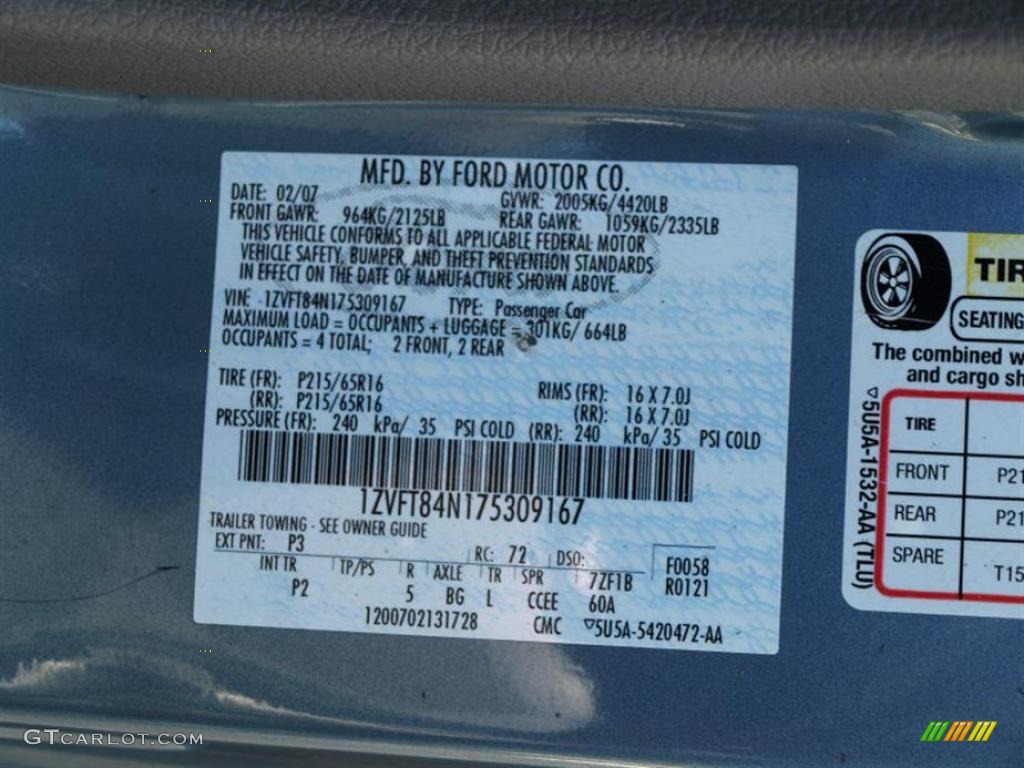 MFD. BY FORD MOTOR CO.
DATE: 02/07 GVWR: 2005KG/4420LB
FRONT GAWR: 964KG/2125LB REAR GAWR: 1059KG/2335LB
THIS VEHICLE CONFORMS TO ALL APPLICABLE FEDERAL MOTOR
VEHICLE SAFETY, BUMPER, AND THEFT PREVENTION STANDARDS
IN EFFECT ON THE DATE OF MANUFACTURE SHOWN ABOVE.
VIN: 1ZVFT84N175309167 TYPE: Passenger Car
MAXIMUM LOAD = OCCUPANTS + LUGGAGE = 301KG/ 664LB
OCCUPANTS = 4 TOTAL; 2 FRONT, 2 REAR
TIRE (FR): P215/65R16 RIMS (FR): 16 X 7.0J
(RR): P215/65R16 (RR): 16 X 7.0J
PRESSURE (FR): 240 kPa/ 35 PSI COLD (RR): 240 kPa/ 35 PSI COLD
1ZVFT84N175309167
TRAILER TOWING - SEE OWNER GUIDE
EXT PNT: P3 RC: 72 DSO: F0058
INT TR TP/PS R AXLE TR SPR 7ZF1B R0121
P2 5 BG L CCEE 60A
1200702131728 CMC ▽5U5A-5420472-AA
TIR
SEATING
The combined w
and cargo sh
▽5U5A-1532-AA (TLU)
TIRE
FRONT P21
REAR P21
SPARE T15
GTCARLOT.COM